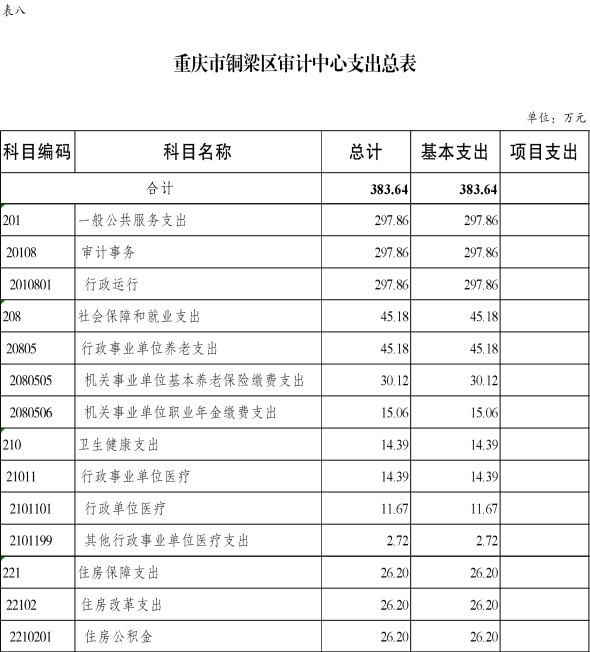 表八
重庆市铜梁区审计中心支出总表
单位：万元
科目编码 科目名称 总计 基本支出 项目支出
合计 383.64 383.64
201 一般公共服务支出 297.86 297.86
20108 审计事务 297.86 297.86
2010801 行政运行 297.86 297.86
208 社会保障和就业支出 45.18 45.18
20805 行政事业单位养老支出 45.18 45.18
2080505 机关事业单位基本养老保险缴费支出 30.12 30.12
2080506 机关事业单位职业年金缴费支出 15.06 15.06
210 卫生健康支出 14.39 14.39
21011 行政事业单位医疗 14.39 14.39
2101101 行政单位医疗 11.67 11.67
2101199 其他行政事业单位医疗支出 2.72 2.72
221 住房保障支出 26.20 26.20
22102 住房改革支出 26.20 26.20
2210201 住房公积金 26.20 26.20